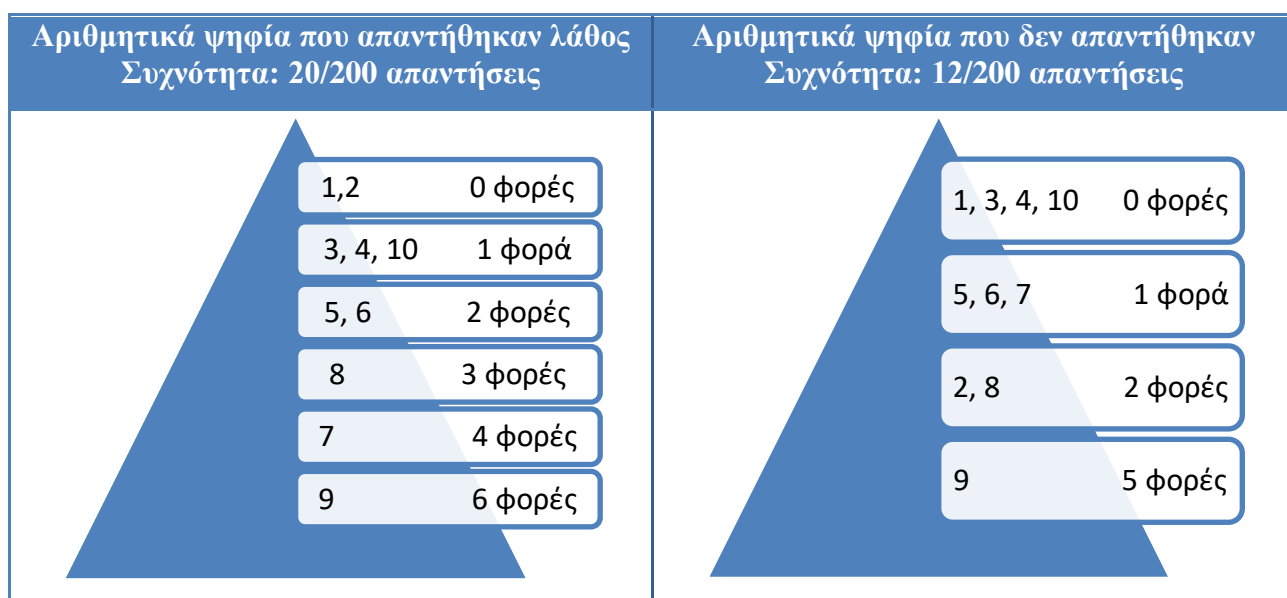 Αριθμητικά ψηφία που απαντήθηκαν λάθος
Συχνότητα: 20/200 απαντήσεις
1,2 0 φορές
3, 4, 10 1 φορά
5, 6 2 φορές
8 3 φορές
7 4 φορές
9 6 φορές
Αριθμητικά ψηφία που δεν απαντήθηκαν
Συχνότητα: 12/200 απαντήσεις
1, 3, 4, 10 0 φορές
5, 6, 7 1 φορά
2, 8 2 φορές
9 5 φορές